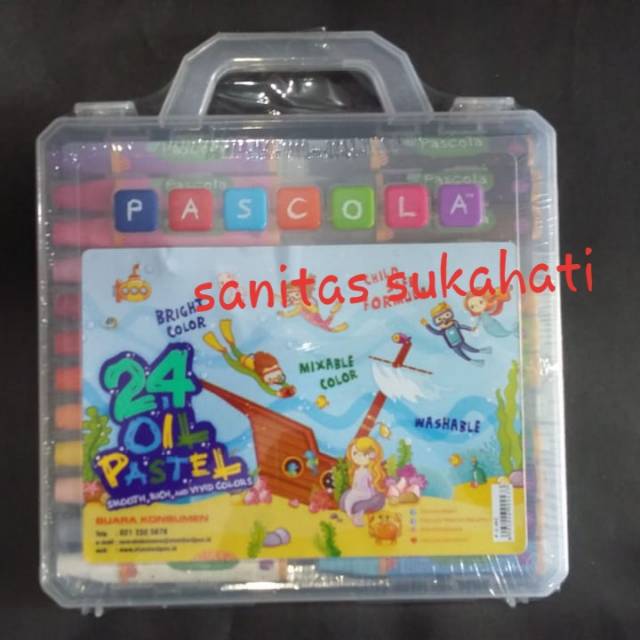 Pascola
Pascola
PASCOLA
sanitas sukahati
BRIGHT
COLOR
CHILD
FORMULA
MIXABLE
COLOR
WASHABLE
24
OIL
PASTEL
SMOOTH, RICH, AND VIVID COLORS
SUARA KONSUMEN